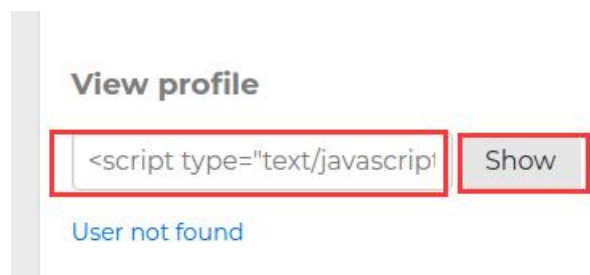 View profile
<script type="text/javascript Show
User not found